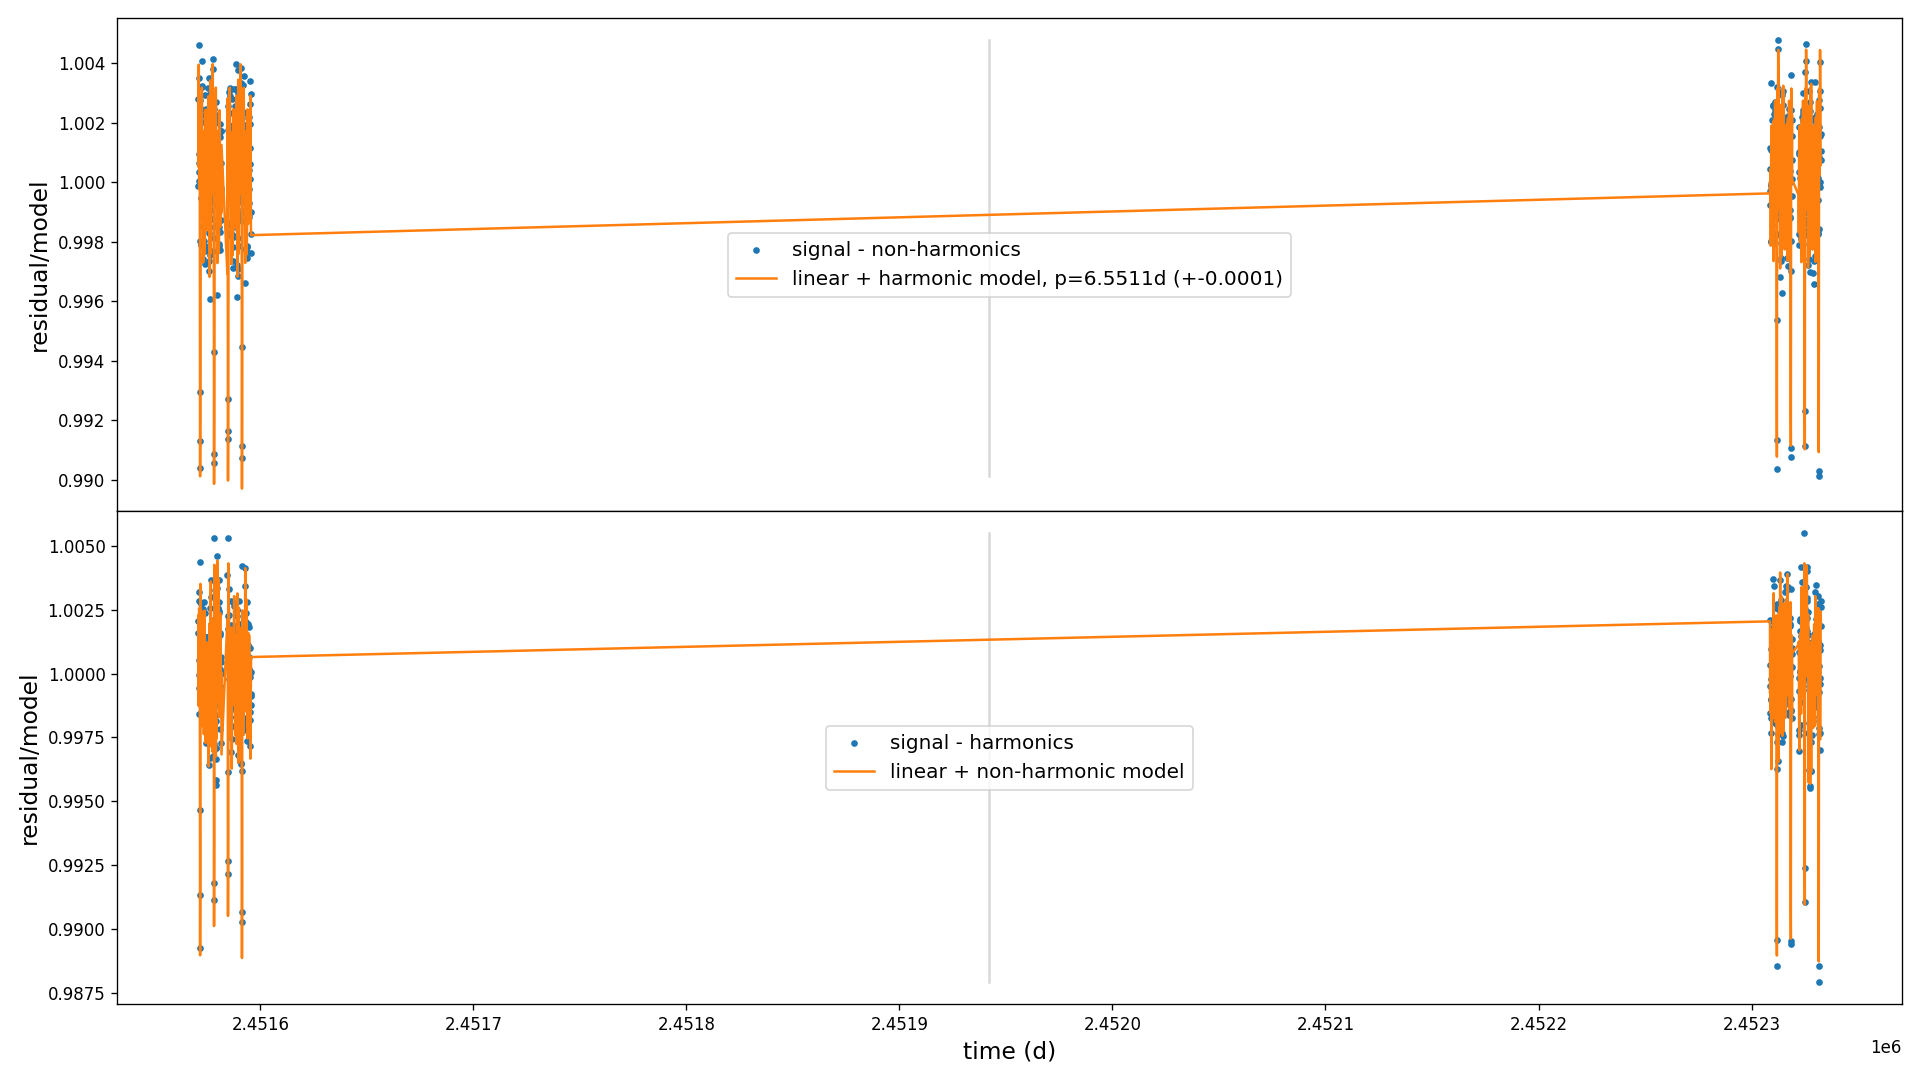 1.004
1.002
1.000
0.998
0.996
0.994
0.992
0.990
residual/model
signal - non-harmonics
linear + harmonic model, p=6.5511d (+-0.0001)
1.0050
1.0025
1.0000
0.9975
0.9950
0.9925
0.9900
0.9875
residual/model
signal - harmonics
linear + non-harmonic model
2.4516 2.4517 2.4518 2.4519 2.4520 2.4521 2.4522 2.4523
1e6
time (d)